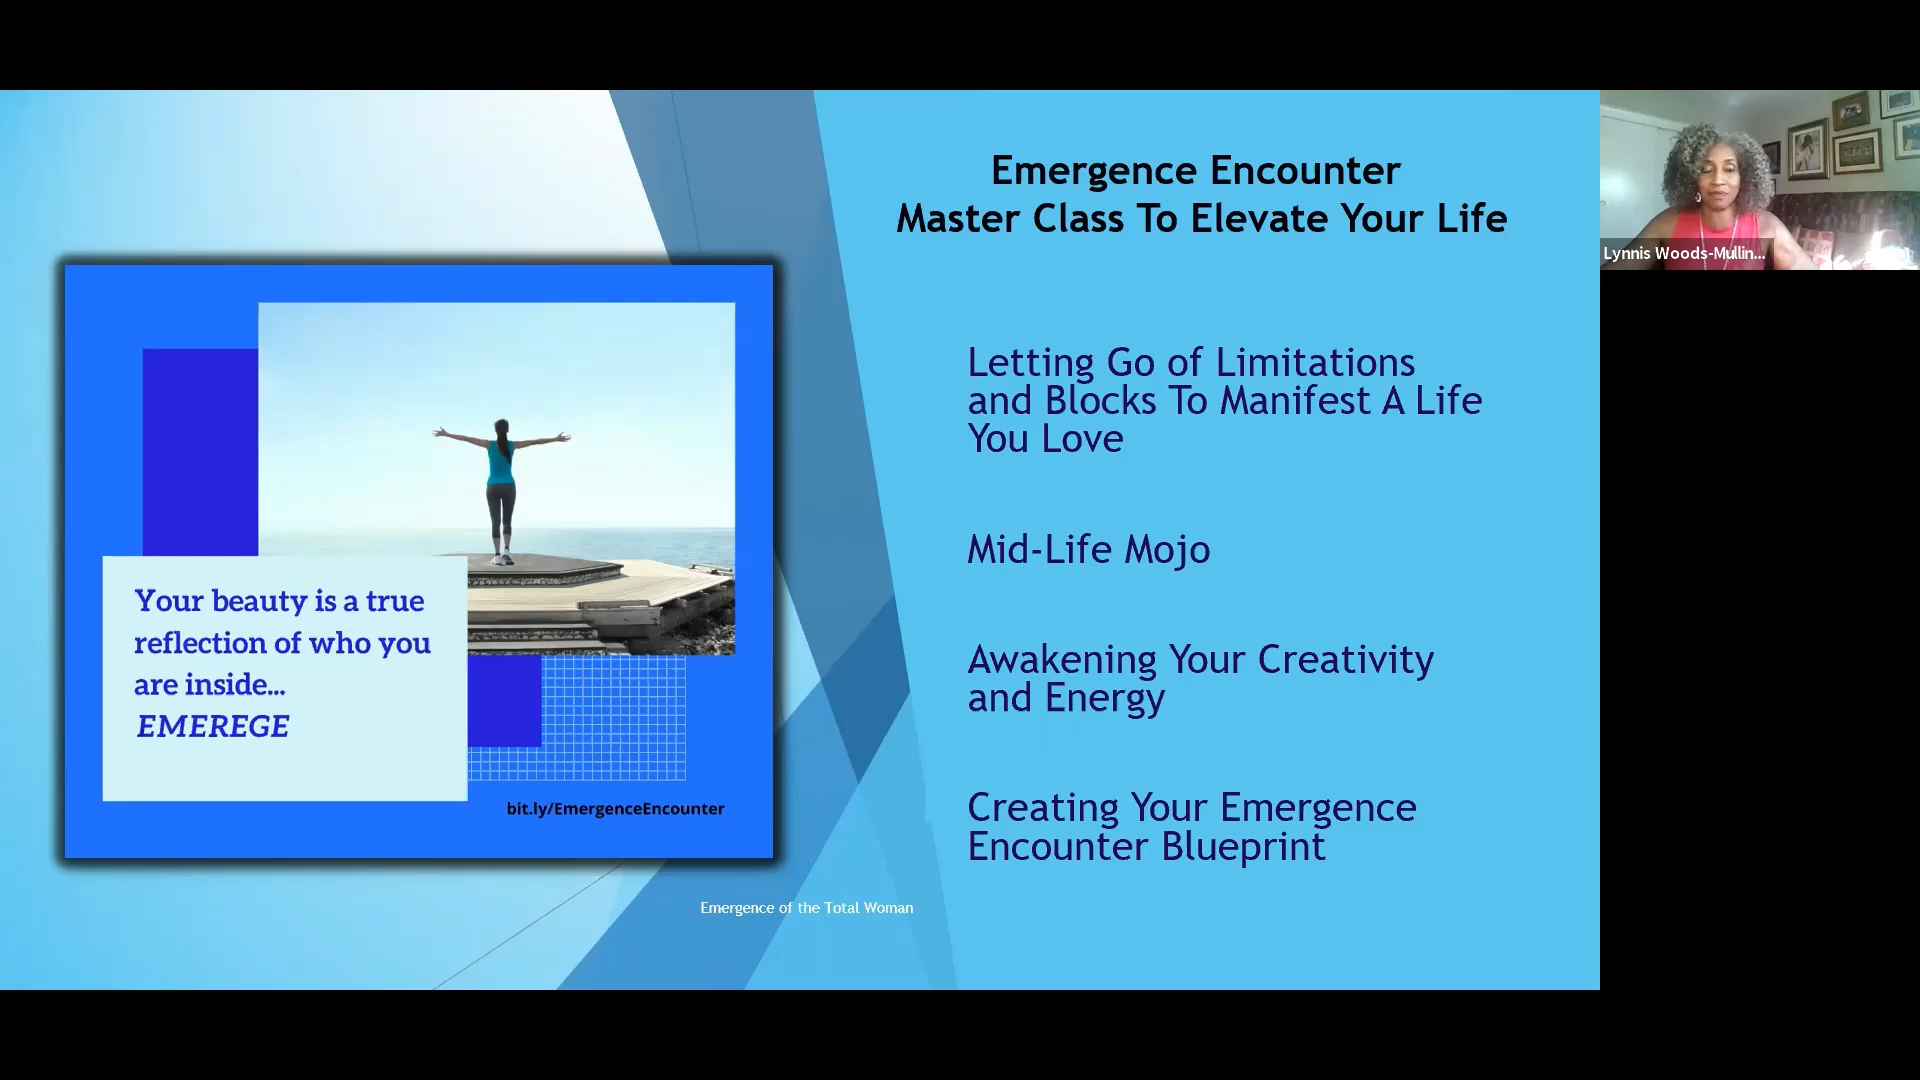 Emergence Encounter
Master Class To Elevate Your Life
Letting Go of Limitations
and Blocks To Manifest A Life
You Love
Mid-Life Mojo
Awakening Your Creativity
and Energy
Creating Your Emergence
Encounter Blueprint
Your beauty is a true
reflection of who you
are inside...
EMEREGE
bit.ly/EmergenceEncounter
Emergence of the Total Woman
Lynnis Woods-Mullin...